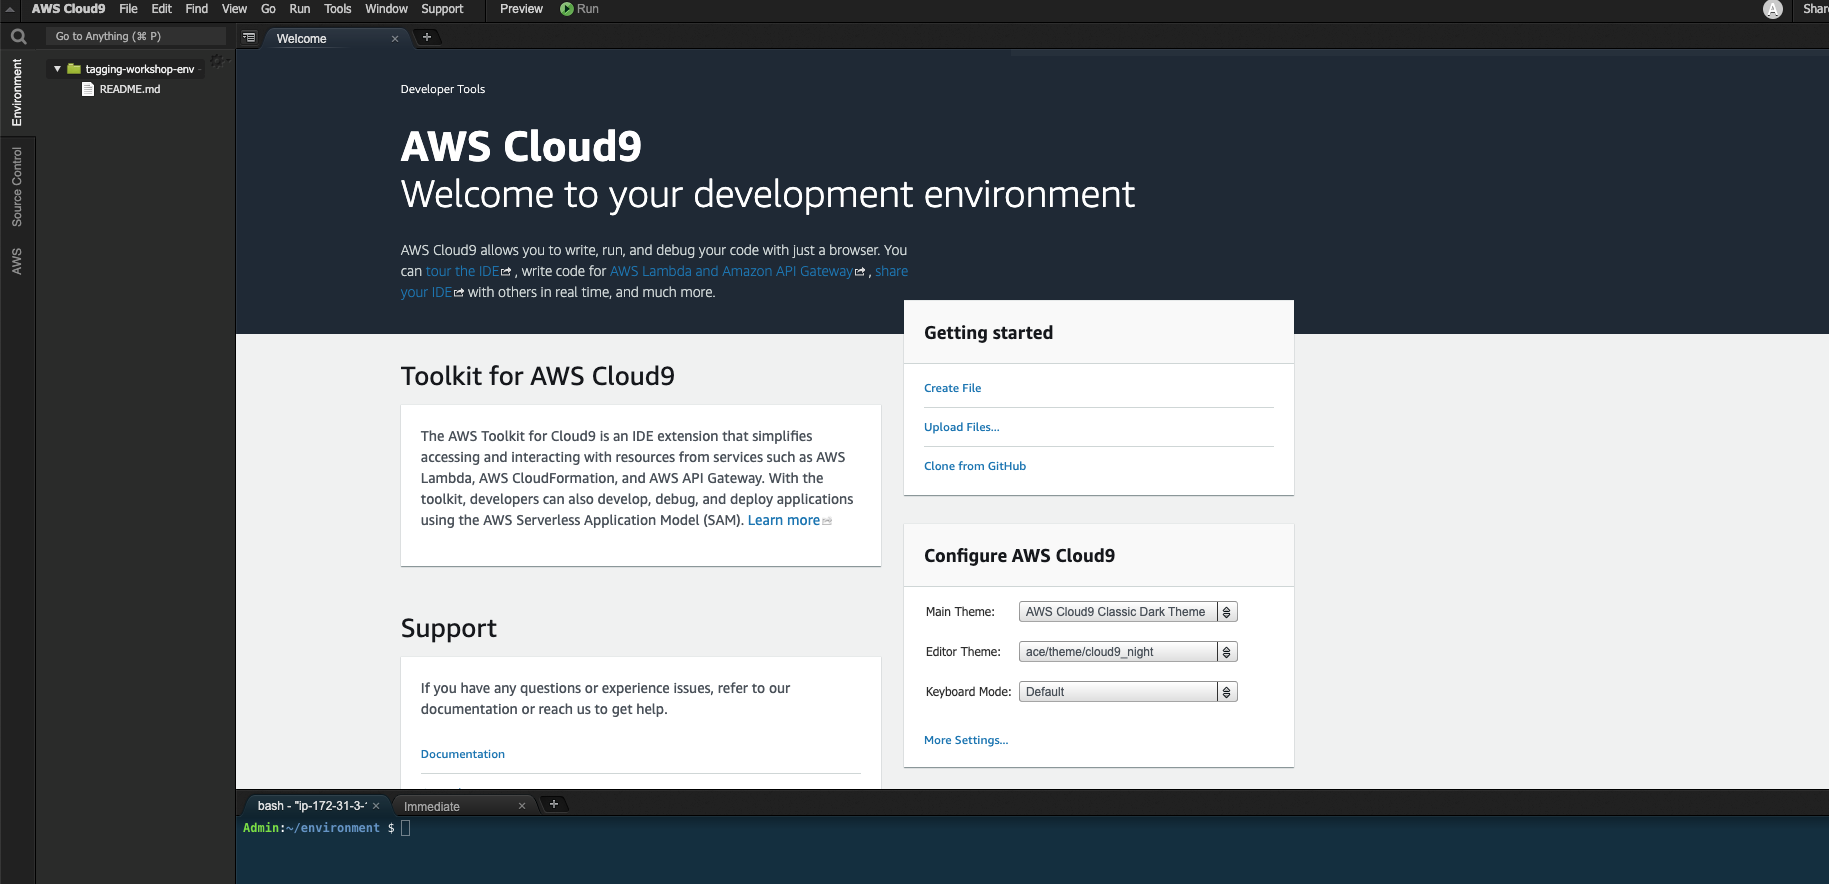 AWS Cloud9 File Edit Find View Go Run Tools Window Support Preview Run A
Go to Anything (⌘ P)
Welcome
Environment
Source Control
AWS
tagging-workshop-env
README.md
Developer Tools
AWS Cloud9
Welcome to your development environment
AWS Cloud9 allows you to write, run, and debug your code with just a browser. You
can tour the IDE, write code for AWS Lambda and Amazon API Gateway, share
your IDE with others in real time, and much more.
Toolkit for AWS Cloud9
The AWS Toolkit for Cloud9 is an IDE extension that simplifies
accessing and interacting with resources from services such as AWS
Lambda, AWS CloudFormation, and AWS API Gateway. With the
toolkit, developers can also develop, debug, and deploy applications
using the AWS Serverless Application Model (SAM). Learn more
Support
If you have any questions or experience issues, refer to our
documentation or reach us to get help.
Documentation
Getting started
Create File
Upload Files...
Clone from GitHub
Configure AWS Cloud9
Main Theme: AWS Cloud9 Classic Dark Theme
Editor Theme: ace/theme/cloud9_night
Keyboard Mode: Default
More Settings...
bash - "ip-172-31-3- Immediate
Admin:~/environment $